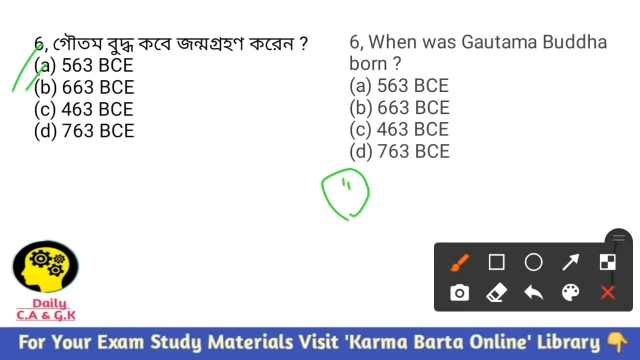 6, গৌতম বুদ্ধ কবে জন্মগ্রহণ করেন ?
(a) 563 BCE
(b) 663 BCE
(c) 463 BCE
(d) 763 BCE
6, When was Gautama Buddha
born ?
(a) 563 BCE
(b) 663 BCE
(c) 463 BCE
(d) 763 BCE
Daily
C.A & G.K
For Your Exam Study Materials Visit 'Karma Barta Online' Library 👇